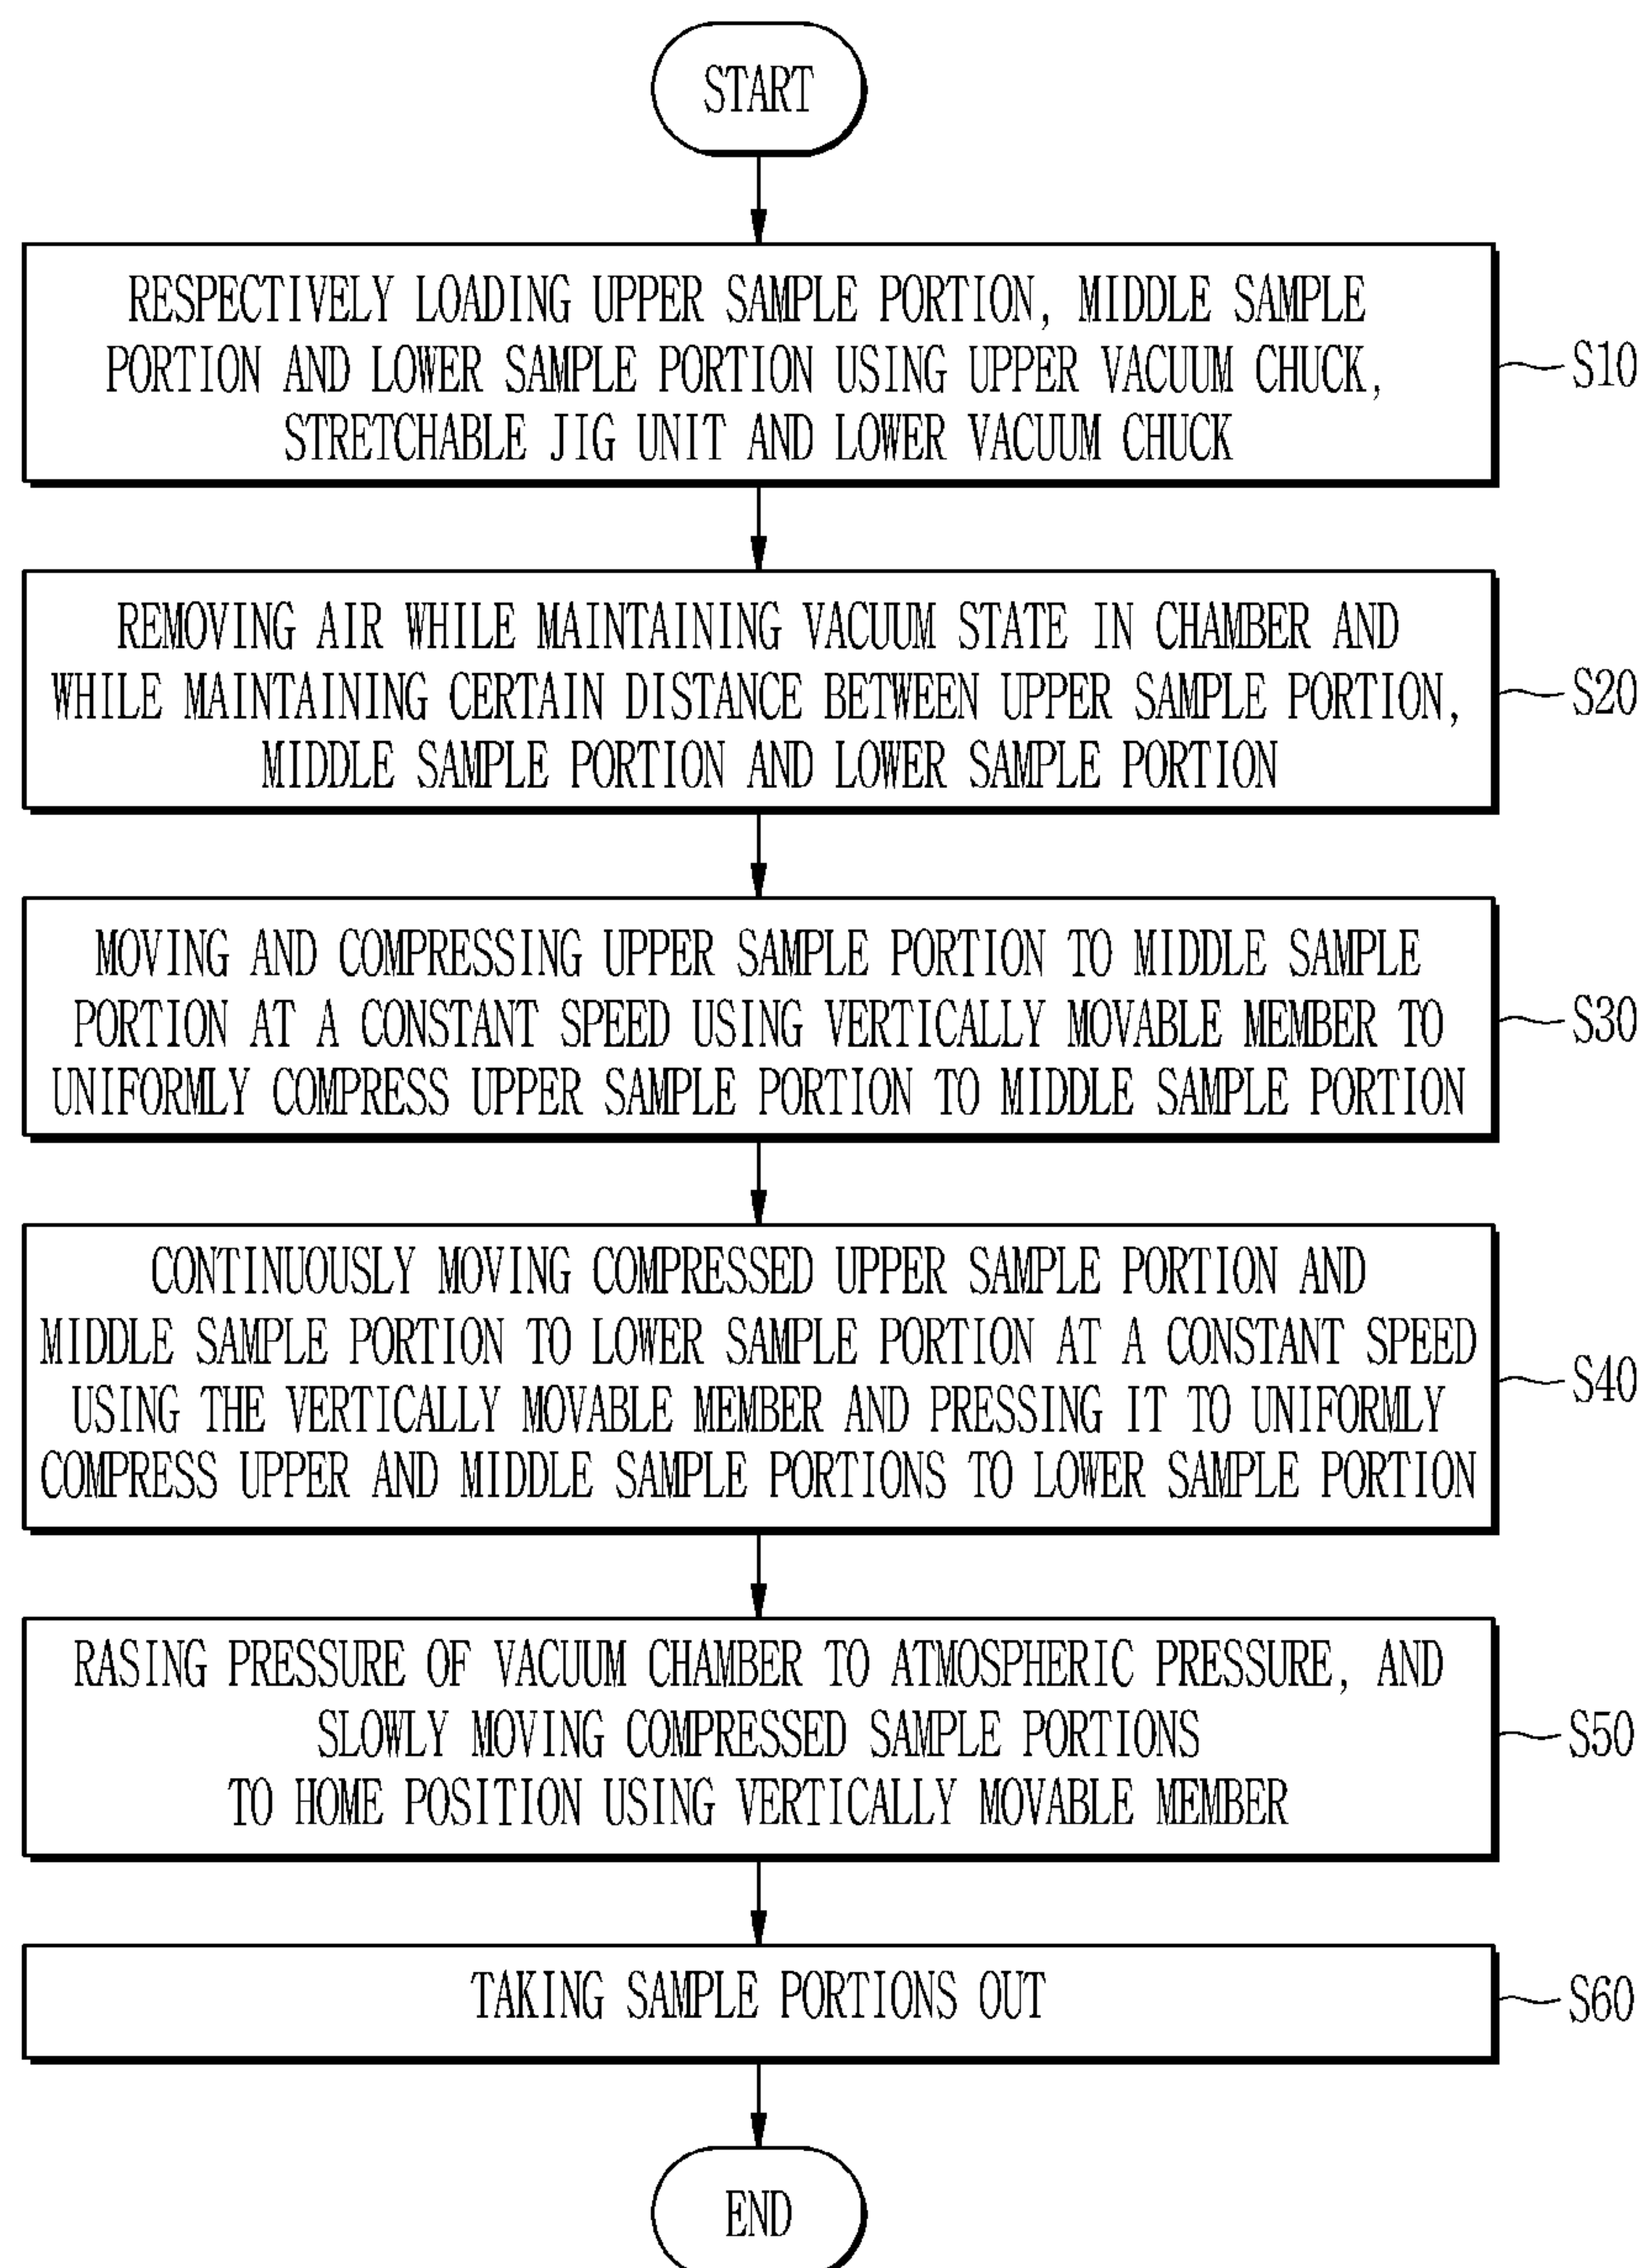 START
RESPECTIVELY LOADING UPPER SAMPLE PORTION, MIDDLE SAMPLE
PORTION AND LOWER SAMPLE PORTION USING UPPER VACUUM CHUCK,
STRETCHABLE JIG UNIT AND LOWER VACUUM CHUCK
S10
REMOVING AIR WHILE MAINTAINING VACUUM STATE IN CHAMBER AND
WHILE MAINTAINING CERTAIN DISTANCE BETWEEN UPPER SAMPLE PORTION,
MIDDLE SAMPLE PORTION AND LOWER SAMPLE PORTION
S20
MOVING AND COMPRESSING UPPER SAMPLE PORTION TO MIDDLE SAMPLE
PORTION AT A CONSTANT SPEED USING VERTICALLY MOVABLE MEMBER TO
UNIFORMLY COMPRESS UPPER SAMPLE PORTION TO MIDDLE SAMPLE PORTION
S30
CONTINUOUSLY MOVING COMPRESSED UPPER SAMPLE PORTION AND
MIDDLE SAMPLE PORTION TO LOWER SAMPLE PORTION AT A CONSTANT SPEED
USING THE VERTICALLY MOVABLE MEMBER AND PRESSING IT TO UNIFORMLY
COMPRESS UPPER AND MIDDLE SAMPLE PORTIONS TO LOWER SAMPLE PORTION
S40
RASING PRESSURE OF VACUUM CHAMBER TO ATMOSPHERIC PRESSURE, AND
SLOWLY MOVING COMPRESSED SAMPLE PORTIONS
TO HOME POSITION USING VERTICALLY MOVABLE MEMBER
S50
TAKING SAMPLE PORTIONS OUT
S60
END